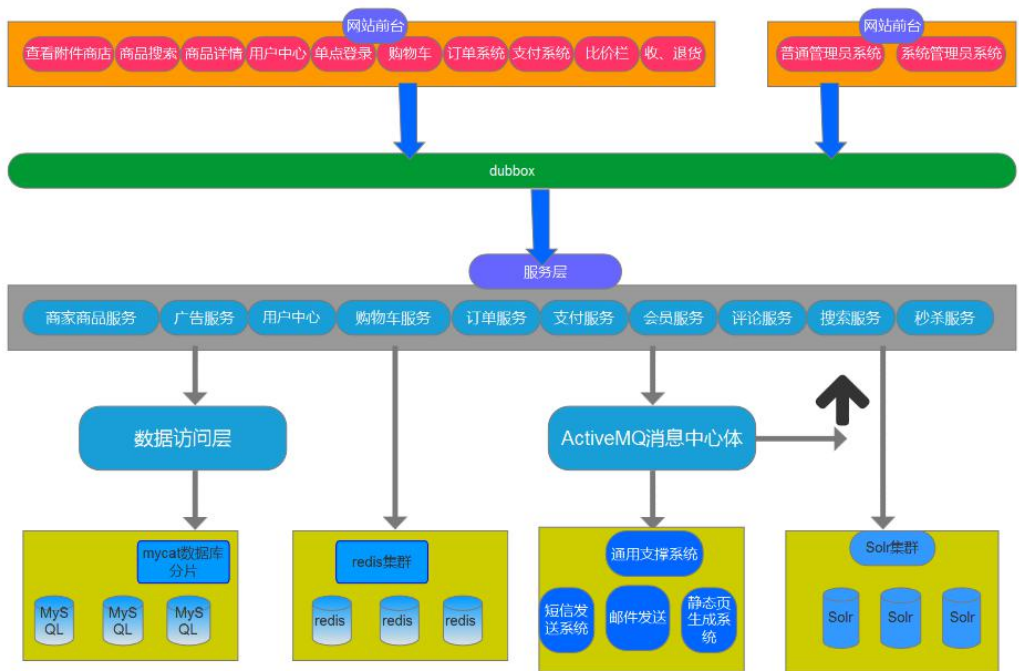 网站前台
网站前台
查看附件商店 商品搜索 商品详情 用户中心 单点登录 购物车 订单系统 支付系统 比价栏 收、退货
普通管理员系统 系统管理员系统
dubbox
服务层
商家商品服务 广告服务 用户中心 购物车服务 订单服务 支付服务 会员服务 评论服务 搜索服务 秒杀服务
数据访问层
ActiveMQ消息中心体
mycat数据库
分片
MyS
QL
MyS
QL
MyS
QL
redis集群
redis
redis
redis
通用支撑系统
短信发
送系统
邮件发送
静态页
生成系
统
Solr集群
Solr
Solr
Solr